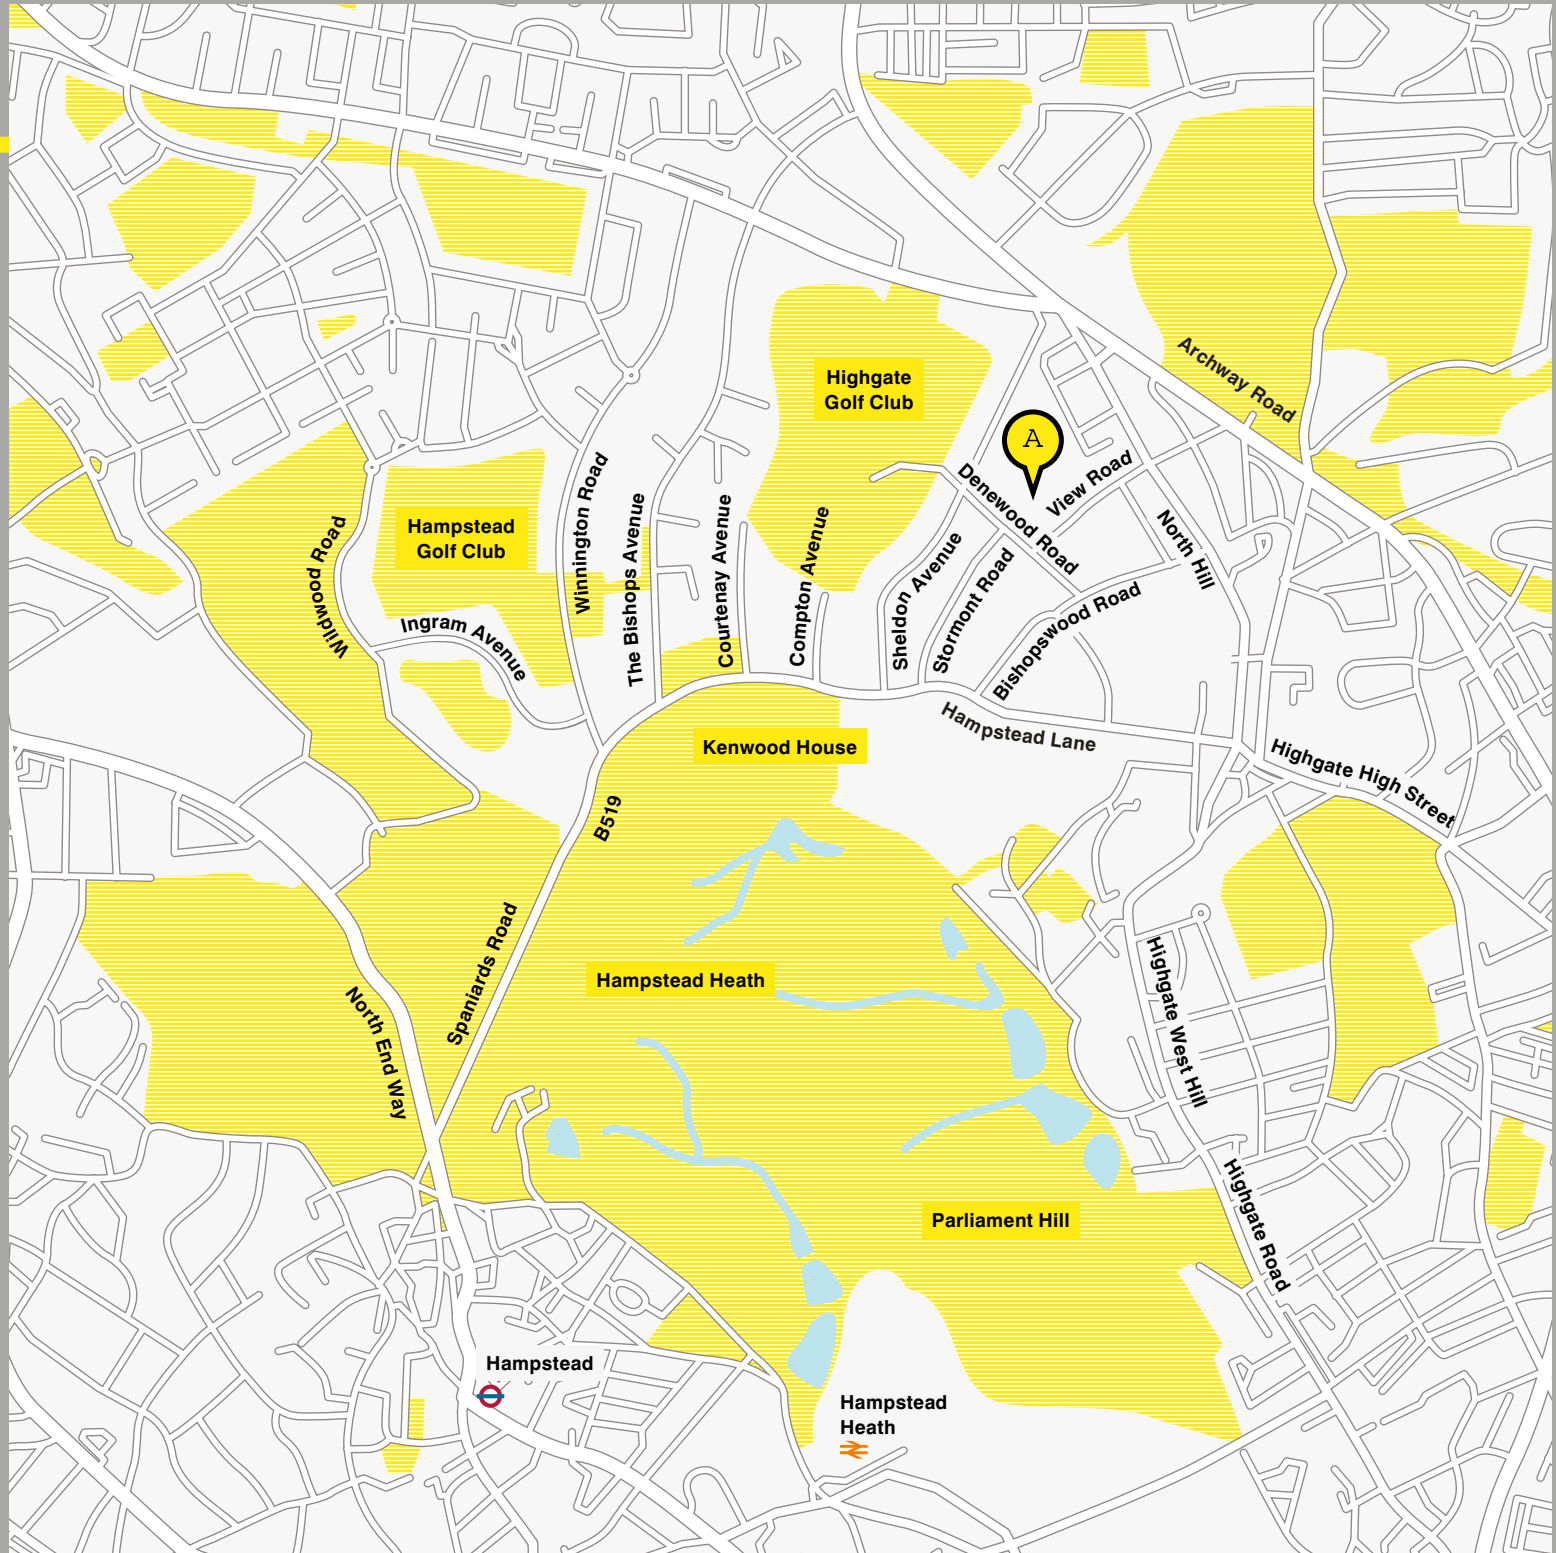 Archway Road
Highgate
Golf Club
A
View Road
Denewood Road
North Hill
Hampstead
Golf Club
Winnington Road
The Bishops Avenue
Courtenay Avenue
Compton Avenue
Sheldon Avenue
Stormont Road
Bishopswood Road
Wildwood Road
Ingram Avenue
Hampstead Lane
Kenwood House
Highgate High Street
B519
Spaniards Road
Hampstead Heath
North End Way
Highgate West Hill
Parliament Hill
Highgate Road
Hampstead
Hampstead
Heath